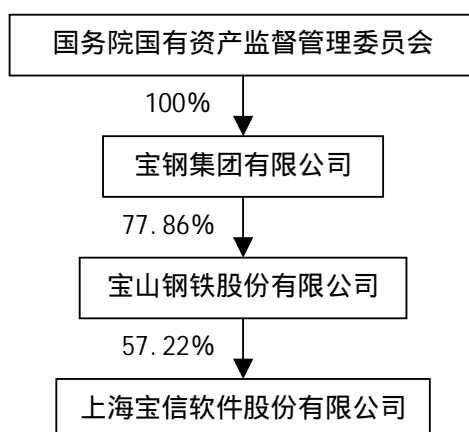 国务院国有资产监督管理委员会
100%
宝钢集团有限公司
77.86%
宝山钢铁股份有限公司
57.22%
上海宝信软件股份有限公司